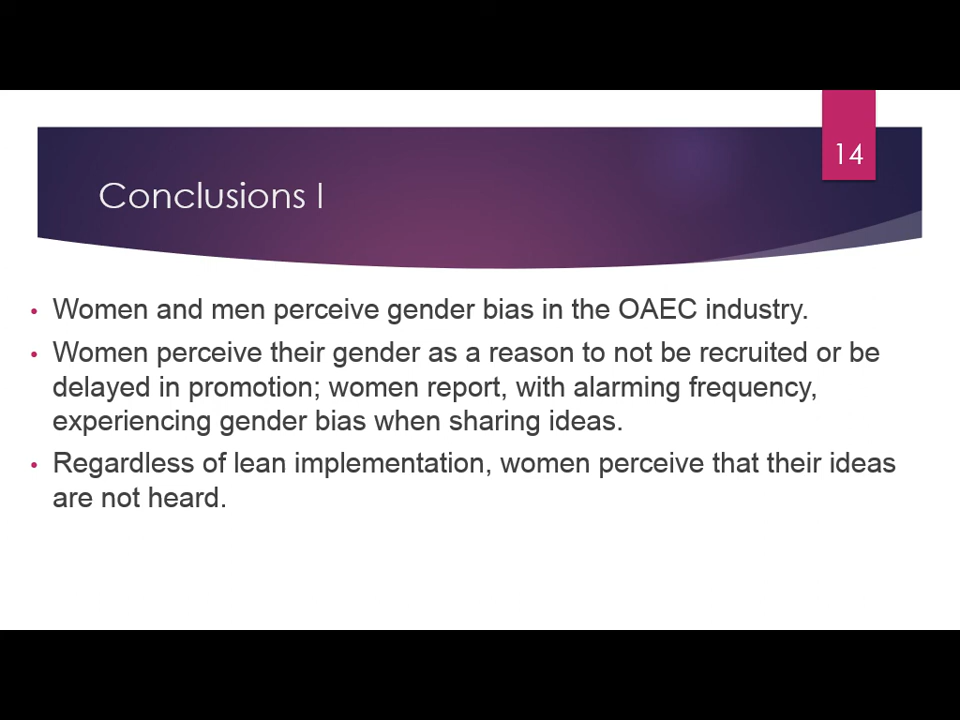 14
Conclusions I
• Women and men perceive gender bias in the OAEC industry.
• Women perceive their gender as a reason to not be recruited or be
delayed in promotion; women report, with alarming frequency,
experiencing gender bias when sharing ideas.
• Regardless of lean implementation, women perceive that their ideas
are not heard.